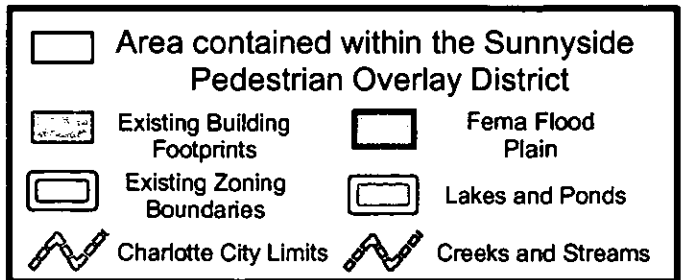 Area contained within the Sunnyside
Pedestrian Overlay District
Existing Building
Footprints
Fema Flood
Plain
Existing Zoning
Boundaries
Lakes and Ponds
Charlotte City Limits
Creeks and Streams